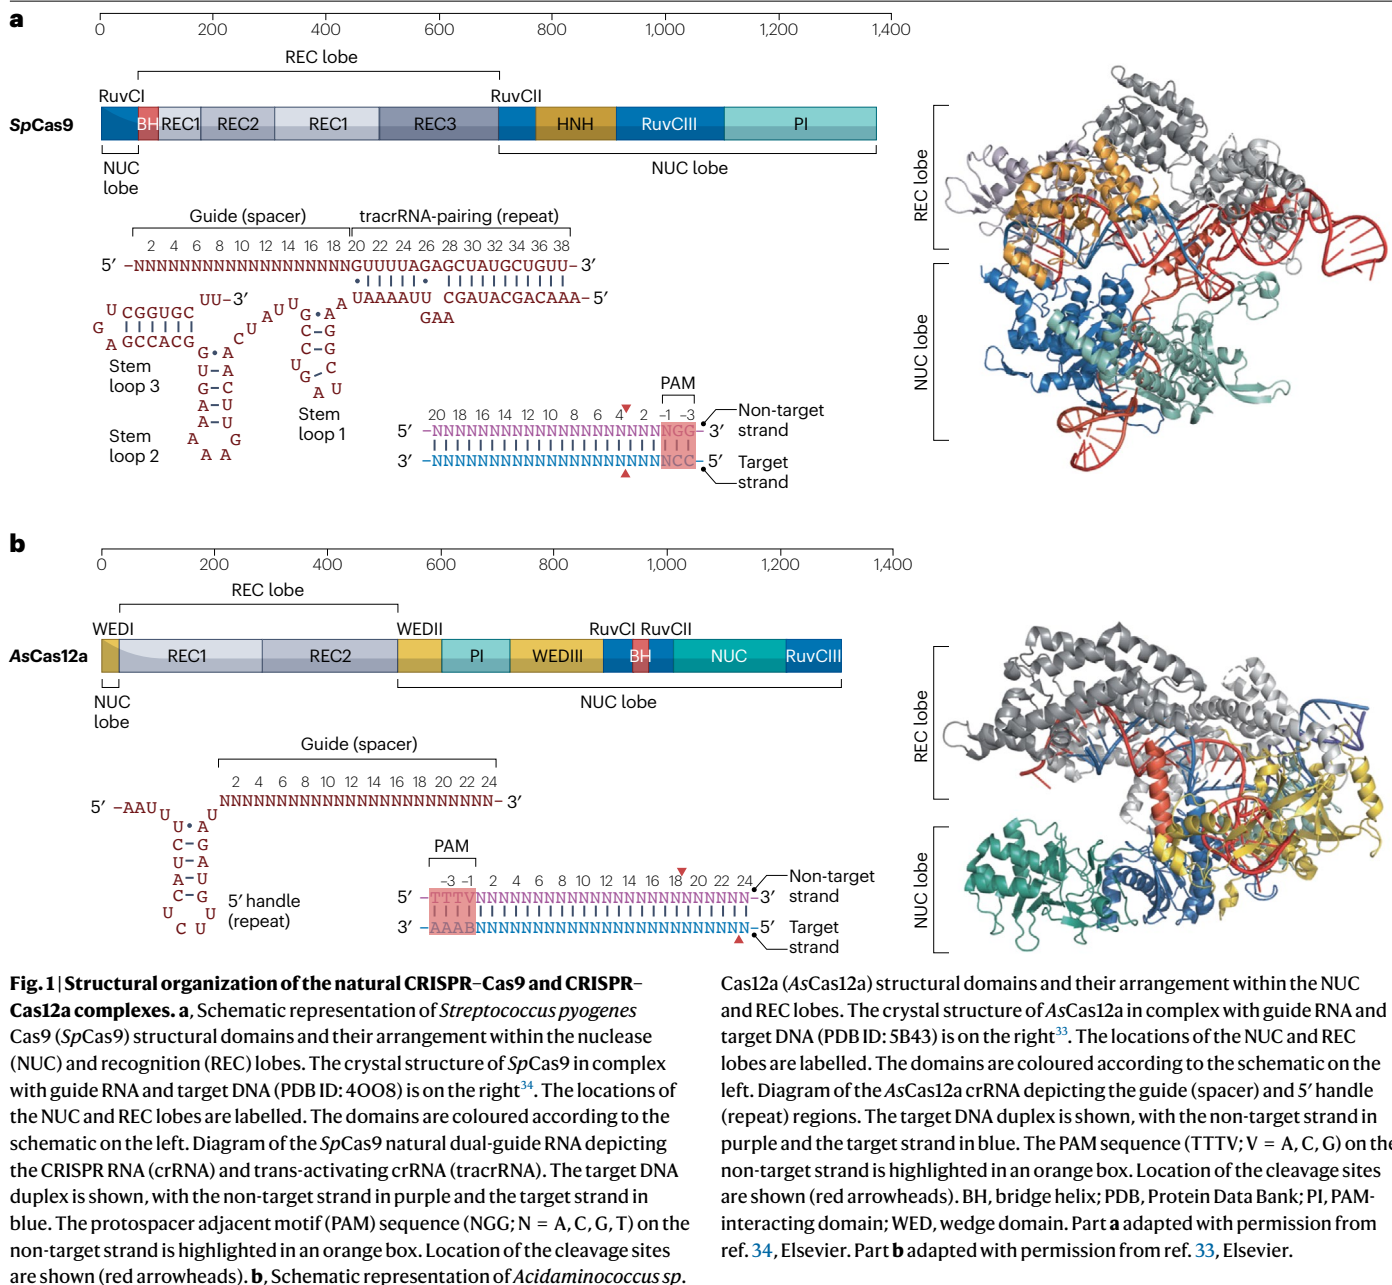 a
0 200 400 600 800 1,000 1,200 1,400
REC lobe
RuvCI RuvCII
SpCas9 BH REC1 REC2 REC1 REC3 HNH RuvCIII PI
NUC lobe NUC lobe
REC lobe
NUC lobe
Guide (spacer) tracrRNA-pairing (repeat)
2 4 6 8 10 12 14 16 18 20 22 24 26 28 30 32 34 36 38
5′ –NNNNNNNNNNNNNNNNNNNNGUUUUAGAGCUAUGCUGUU– 3′
UAAAAUU CGAUACGACAAA– 5′
GAA
UU–3′
U CGGUGC
G
A GCCACG
Stem
loop 3
G • A
U – A
G – C
A – U
A – U
A G
A A
Stem
loop 2
C U A U U
G • A A
C – G
C – G
U C
G – U
A
Stem
loop 1
PAM
20 18 16 14 12 10 8 6 4 2 –1 –3
5′ –NNNNNNNNNNNNNNNNNNNNNGG– 3′
3′ –NNNNNNNNNNNNNNNNNNNNNCC– 5′
Non-target
strand
Target
strand
b
0 200 400 600 800 1,000 1,200 1,400
REC lobe
WEDI WEDII RuvCI RuvCII
AsCas12a REC1 REC2 PI WEDIII BH NUC RuvCIII
NUC lobe NUC lobe
REC lobe
NUC lobe
Guide (spacer)
2 4 6 8 10 12 14 16 18 20 22 24
5′ –AAU U U NNNNNNNNNNNNNNNNNNNNNNNN– 3′
U • A
C – G
U – A
A – U
C – G
U U
C U
5′ handle
(repeat)
PAM
–3 –1 2 4 6 8 10 12 14 16 18 20 22 24
5′ –TTTVNNNNNNNNNNNNNNNNNNNNNNNN–3′
3′ –AAABNNNNNNNNNNNNNNNNNNNNNNNN–5′
Non-target
strand
Target
strand
Fig. 1 | Structural organization of the natural CRISPR–Cas9 and CRISPR–
Cas12a complexes. a, Schematic representation of Streptococcus pyogenes
Cas9 (SpCas9) structural domains and their arrangement within the nuclease
(NUC) and recognition (REC) lobes. The crystal structure of SpCas9 in complex
with guide RNA and target DNA (PDB ID: 4OO8) is on the right34. The locations of
the NUC and REC lobes are labelled. The domains are coloured according to the
schematic on the left. Diagram of the SpCas9 natural dual-guide RNA depicting
the CRISPR RNA (crRNA) and trans-activating crRNA (tracrRNA). The target DNA
duplex is shown, with the non-target strand in purple and the target strand in
blue. The protospacer adjacent motif (PAM) sequence (NGG; N = A, C, G, T) on the
non-target strand is highlighted in an orange box. Location of the cleavage sites
are shown (red arrowheads). b, Schematic representation of Acidaminococcus sp.
Cas12a (AsCas12a) structural domains and their arrangement within the NUC
and REC lobes. The crystal structure of AsCas12a in complex with guide RNA and
target DNA (PDB ID: 5B43) is on the right33. The locations of the NUC and REC
lobes are labelled. The domains are coloured according to the schematic on the
left. Diagram of the AsCas12a crRNA depicting the guide (spacer) and 5′ handle
(repeat) regions. The target DNA duplex is shown, with the non-target strand in
purple and the target strand in blue. The PAM sequence (TTTV; V = A, C, G) on the
non-target strand is highlighted in an orange box. Location of the cleavage sites
are shown (red arrowheads). BH, bridge helix; PDB, Protein Data Bank; PI, PAM-
interacting domain; WED, wedge domain. Part a adapted with permission from
ref. 34, Elsevier. Part b adapted with permission from ref. 33, Elsevier.